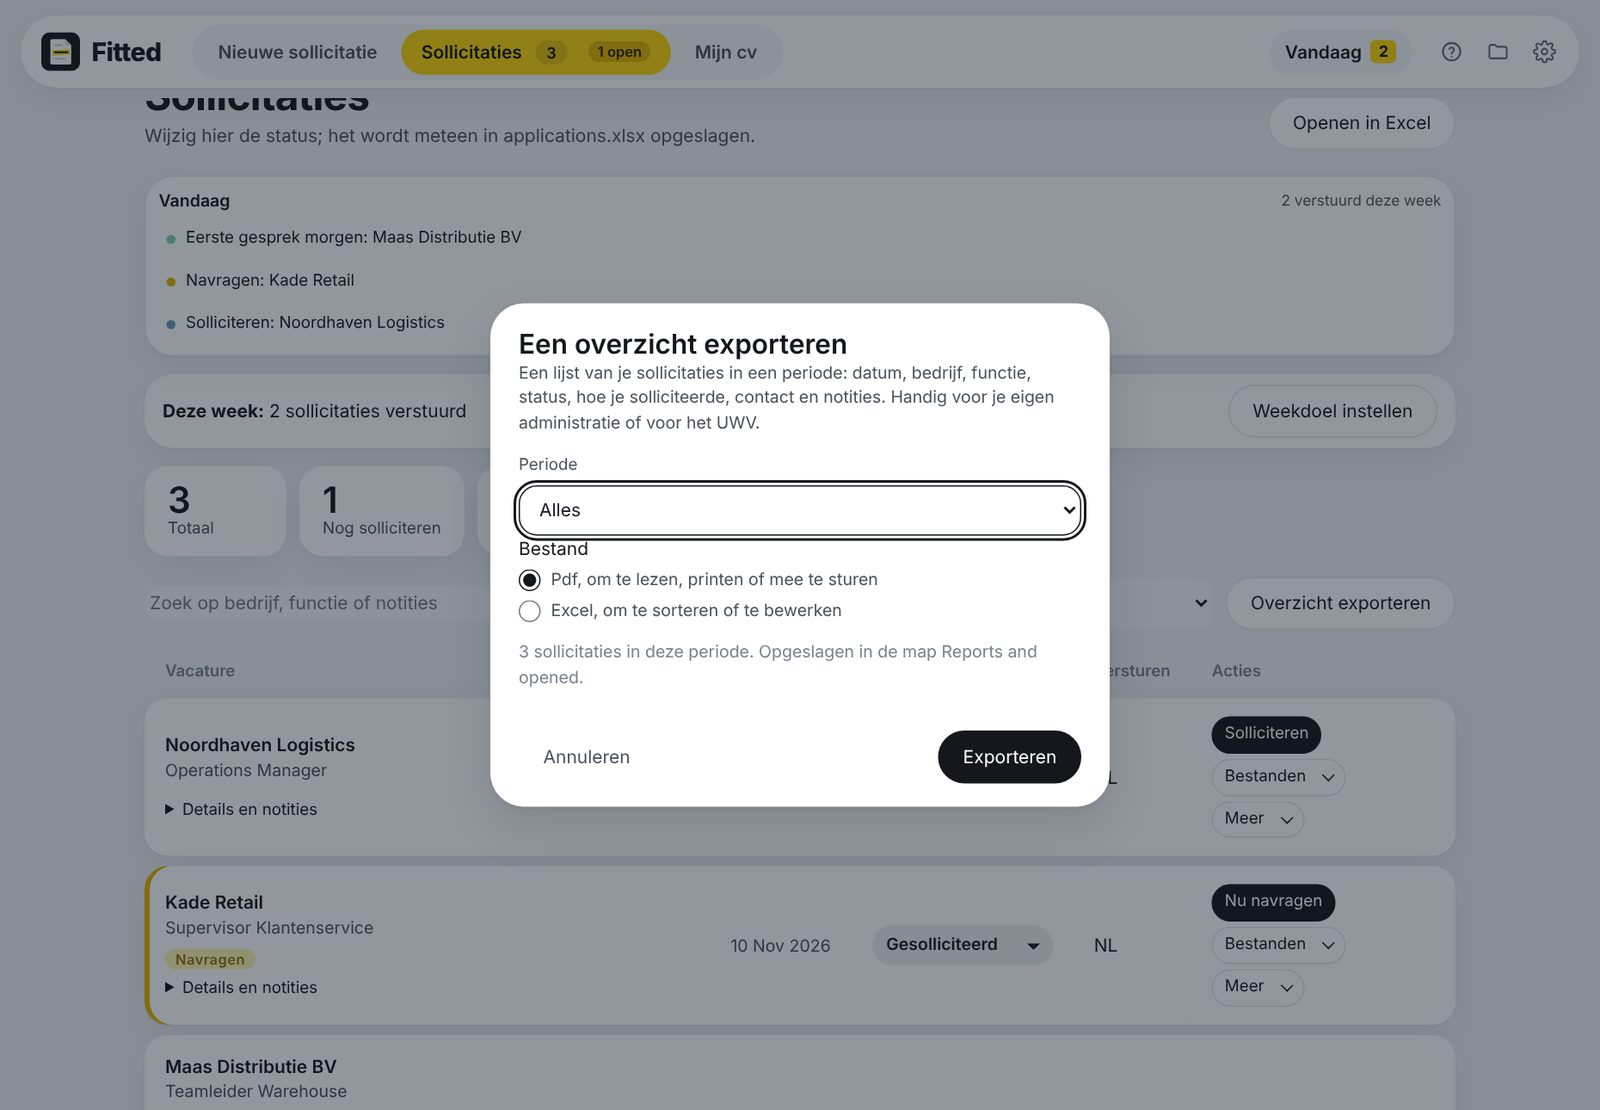 Fitted
Nieuwe sollicitatie
Sollicitaties 3 1 open
Mijn cv
Vandaag 2
Sollicitaties
Wijzig hier de status; het wordt meteen in applications.xlsx opgeslagen.
Openen in Excel
Vandaag
2 verstuurd deze week
Eerste gesprek morgen: Maas Distributie BV
Navragen: Kade Retail
Solliciteren: Noordhaven Logistics
Deze week: 2 sollicitaties verstuurd
Weekdoel instellen
3
Totaal
1
Nog solliciteren
Zoek op bedrijf, functie of notities
Overzicht exporteren
Een overzicht exporteren
Een lijst van je sollicitaties in een periode: datum, bedrijf, functie,
status, hoe je solliciteerde, contact en notities. Handig voor je eigen
administratie of voor het UWV.
Periode
Alles
Bestand
Pdf, om te lezen, printen of mee te sturen
Excel, om te sorteren of te bewerken
3 sollicitaties in deze periode. Opgeslagen in de map Reports and
opened.
Annuleren
Exporteren
Vacature
ersturen
Acties
Noordhaven Logistics
Operations Manager
Details en notities
L
Solliciteren
Bestanden
Meer
Kade Retail
Supervisor Klantenservice
Navragen
Details en notities
10 Nov 2026
Gesolliciteerd
NL
Nu navragen
Bestanden
Meer
Maas Distributie BV
Teamleider Warehouse